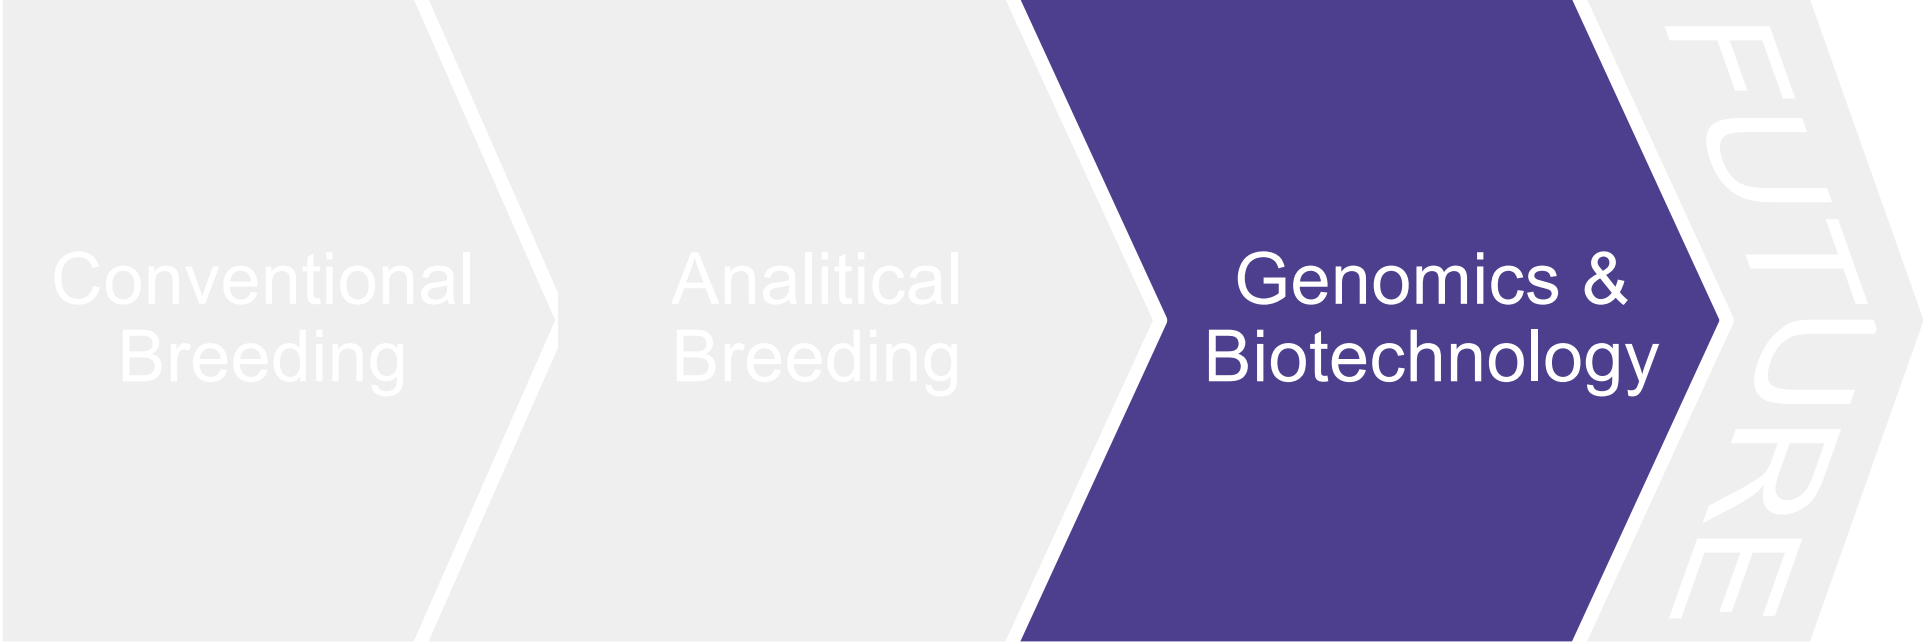 Conventional
Breeding
Analitical
Breeding
Genomics &
Biotechnology
FUTURE